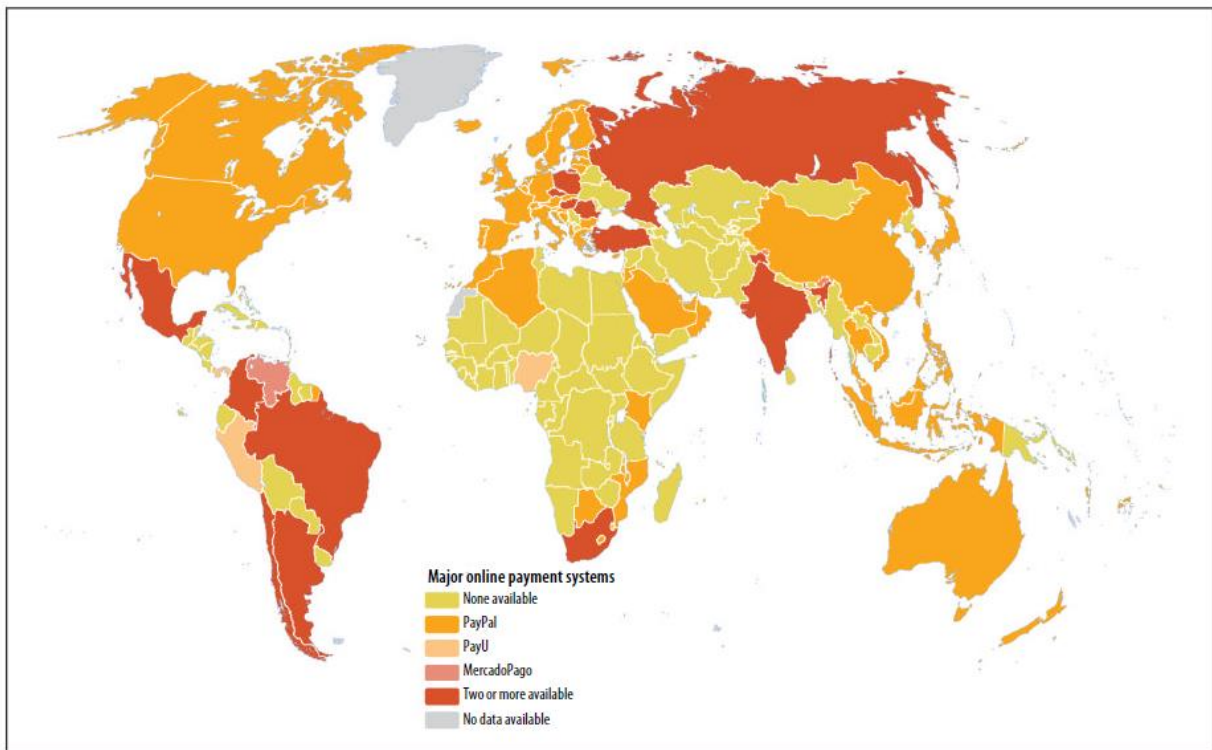 Major online payment systems
None available
PayPal
PayU
MercadoPago
Two or more available
No data available